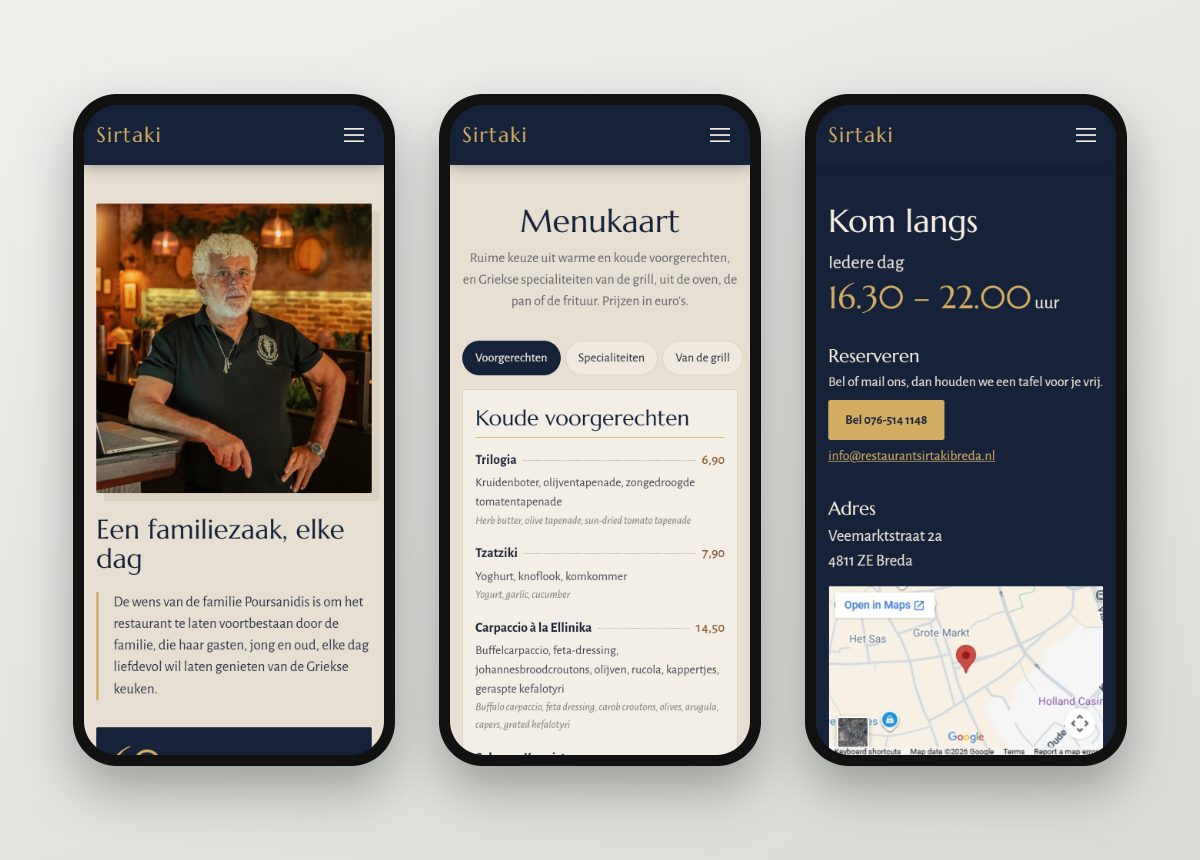 Sirtaki
Een familiezaak, elke
dag
De wens van de familie Poursanidis is om het
restaurant te laten voortbestaan door de
familie, die haar gasten, jong en oud, elke dag
liefdevol wil laten genieten van de Griekse
keuken.
Sirtaki
Menukaart
Ruime keuze uit warme en koude voorgerechten,
en Griekse specialiteiten van de grill, uit de oven, de
pan of de frituur. Prijzen in euro's.
Voorgerechten Specialiteiten Van de grill
Koude voorgerechten
Trilogia 6,90
Kruidenboter, olijventapenade, zongedroogde
tomatentapenade
Herb butter, olive tapenade, sun-dried tomato tapenade
Tzatziki 7,90
Yoghurt, knoflook, komkommer
Yogurt, garlic, cucumber
Carpaccio à la Ellinika 14,50
Buffelcarpaccio, feta-dressing,
johannesbroodcroutons, olijven, rucola, kappertjes,
geraspte kefalotyri
Buffalo carpaccio, feta dressing, carob croutons, olives, arugula,
capers, grated kefalotyri
Sirtaki
Kom langs
Iedere dag
16.30 – 22.00 uur
Reserveren
Bel of mail ons, dan houden we een tafel voor je vrij.
Bel 076-514 1148
info@restaurantsirtakibreda.nl
Adres
Veemarktstraat 2a
4811 ZE Breda
Open in Maps
Het Sas
Grote Markt
Holland Casin
Oude
Google
Keyboard shortcuts Map data ©2026 Google Terms Report a map error